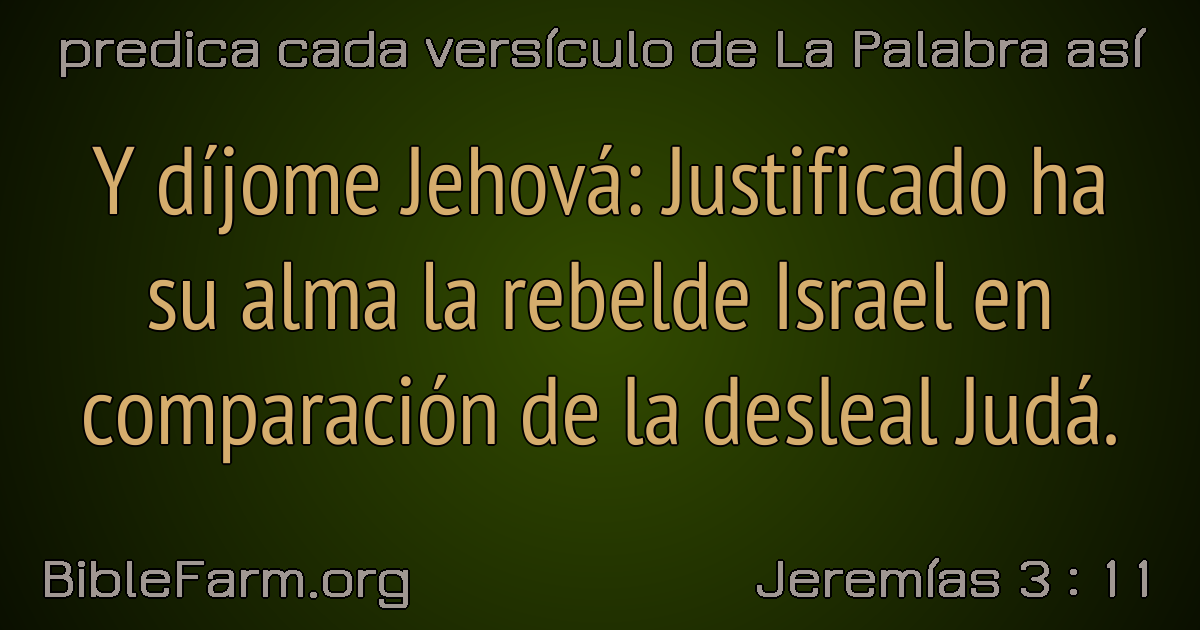 predica cada versículo de La Palabra así
Y díjome Jehová: Justificado ha
su alma la rebelde Israel en
comparación de la desleal Judá.
BibleFarm.org
Jeremías 3 : 11